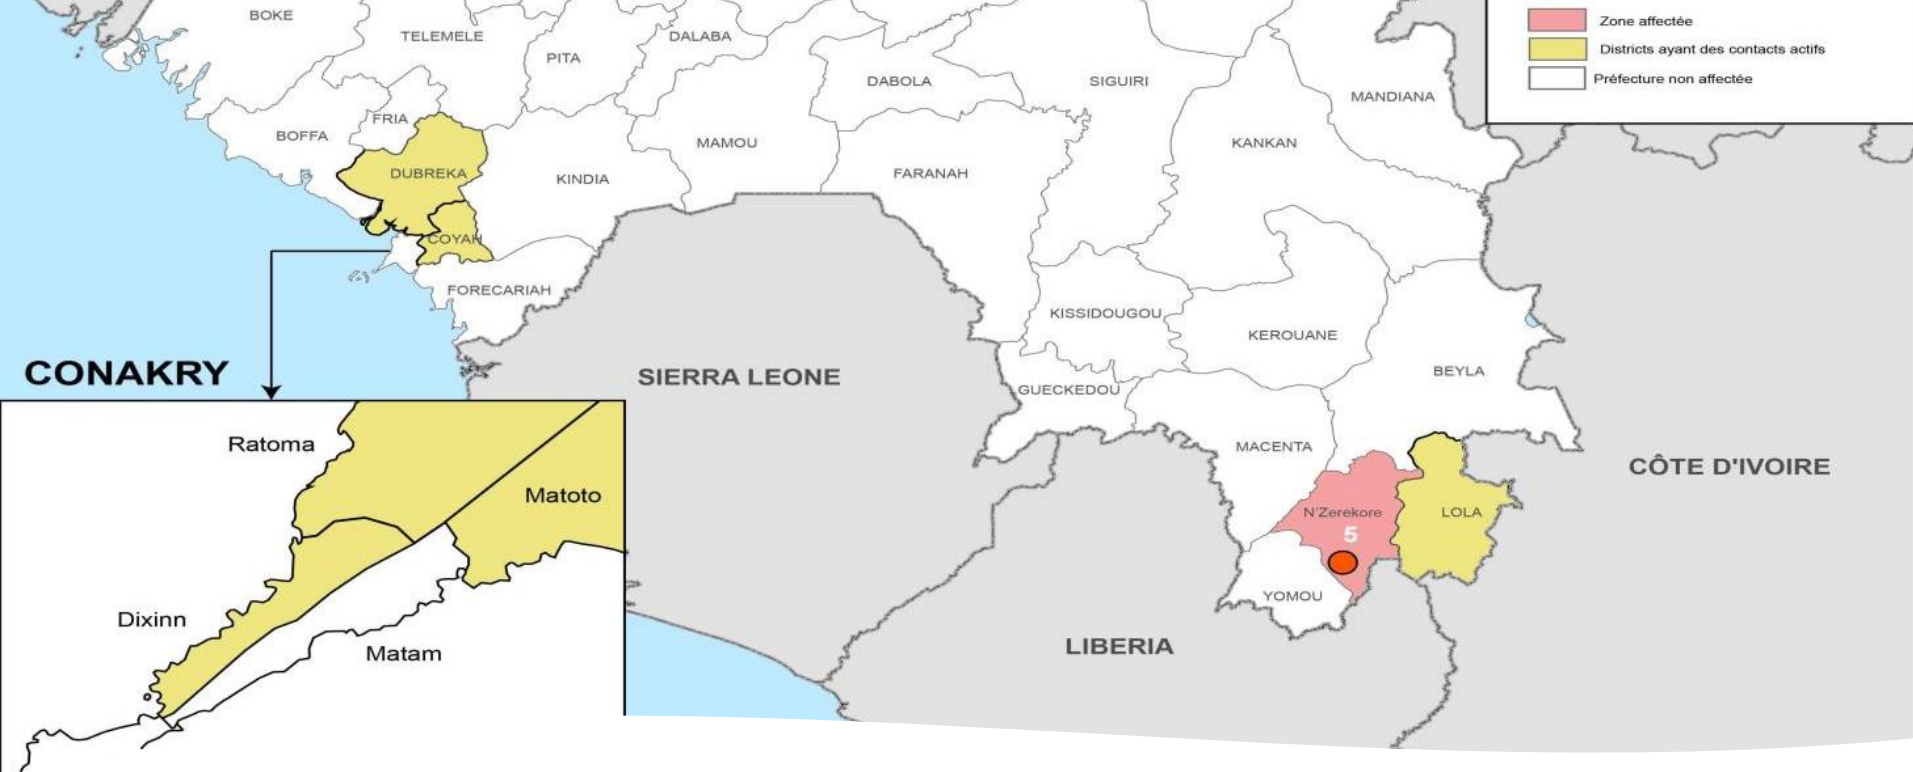 BOKE
TELEMELE
PITA
DALABA
DABOLA
SIGUIRI
MANDIANA
Zone affectée
Districts ayant des contacts actifs
Préfecture non affectée
BOFFA
FRIA
DUBREKA
KINDIA
MAMOU
FARANAH
KANKAN
COYAH
FORECARIAH
KISSIDOUGOU
KEROUANE
BEYLA
CONAKRY
SIERRA LEONE
GUECKEDOU
MACENTA
CÔTE D'IVOIRE
Ratoma
Matoto
N'Zerekore
5
LOLA
Dixinn
Matam
YOMOU
LIBERIA